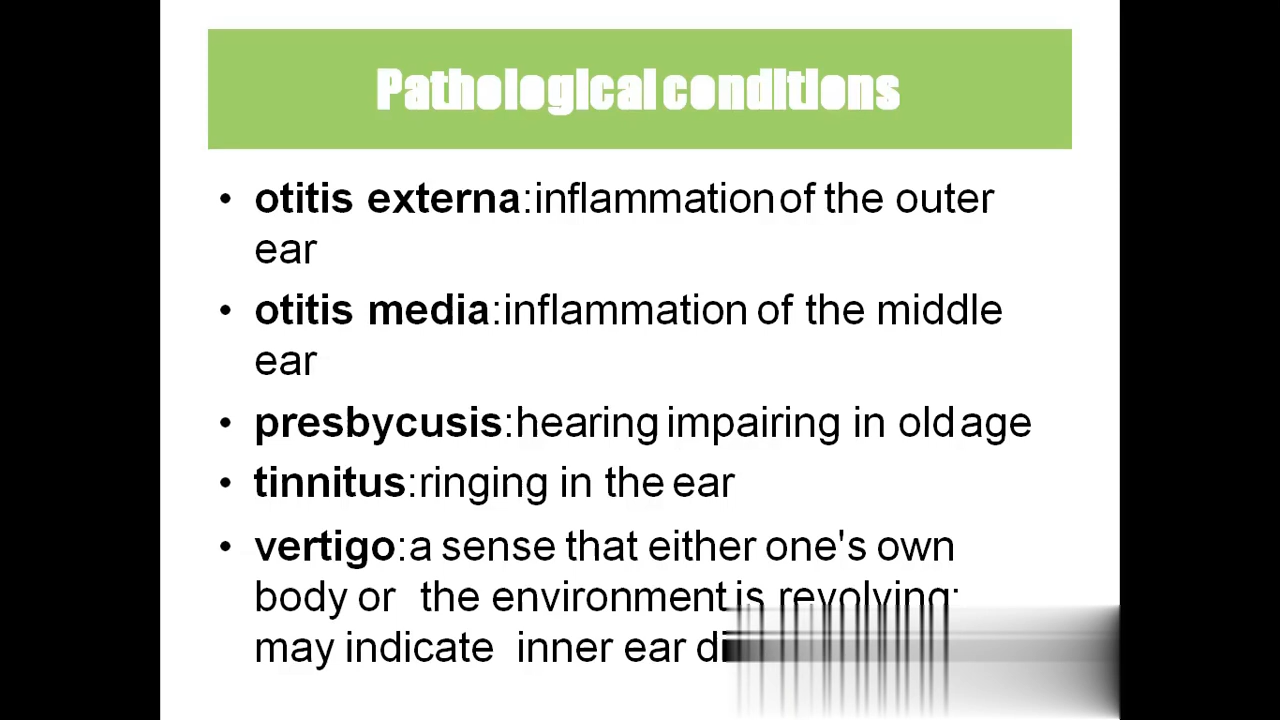 Pathological conditions
• otitis externa:inflammation of the outer
ear
• otitis media:inflammation of the middle
ear
• presbycusis:hearing impairing in old age
• tinnitus:ringing in the ear
• vertigo:a sense that either one's own
body or the environment is revolving;
may indicate inner ear